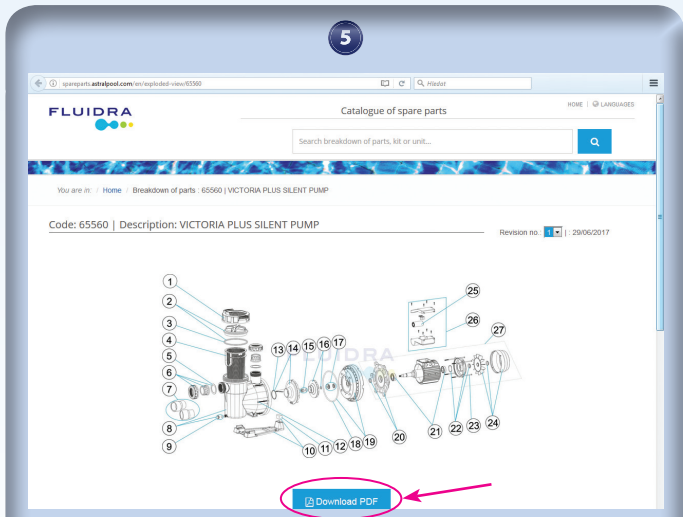 5
spareparts.astralpool.com/en/exploded-view/65560
Hledat
FLUIDRA
Catalogue of spare parts
HOME | LANGUAGES
Search breakdown of parts, kit or unit...
You are in: / Home / Breakdown of parts : 65560 | VICTORIA PLUS SILENT PUMP
Code: 65560 | Description: VICTORIA PLUS SILENT PUMP
Revision no.: 1 | : 29/06/2017
1
2
3
4
5
6
7
8
9
10
11
12
13
14
15
16
17
18
19
20
21
22
23
24
25
26
27
FLUIDRA
Download PDF